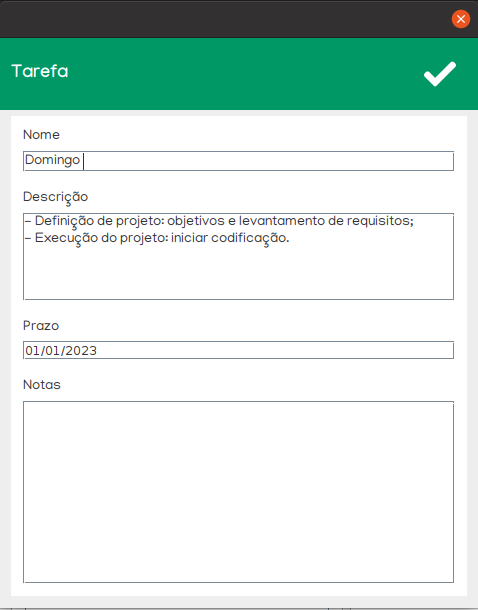 Tarefa
Nome
Domingo
Descrição
- Definição de projeto: objetivos e levantamento de requisitos;
- Execução do projeto: iniciar codificação.
Prazo
01/01/2023
Notas